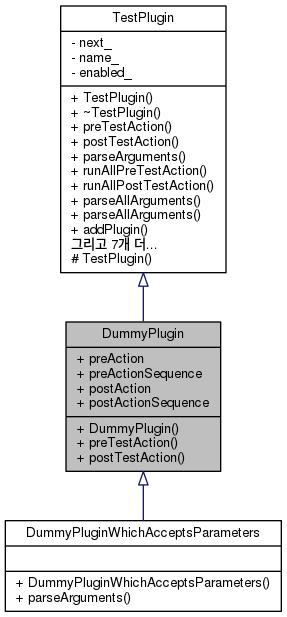 TestPlugin
- next_
- name_
- enabled_
+ TestPlugin()
+ ~TestPlugin()
+ preTestAction()
+ postTestAction()
+ parseArguments()
+ runAllPreTestAction()
+ runAllPostTestAction()
+ parseAllArguments()
+ parseAllArguments()
+ addPlugin()
그리고 7개 더...
# TestPlugin()
DummyPlugin
+ preAction
+ preActionSequence
+ postAction
+ postActionSequence
+ DummyPlugin()
+ preTestAction()
+ postTestAction()
DummyPluginWhichAcceptsParameters
+ DummyPluginWhichAcceptsParameters()
+ parseArguments()